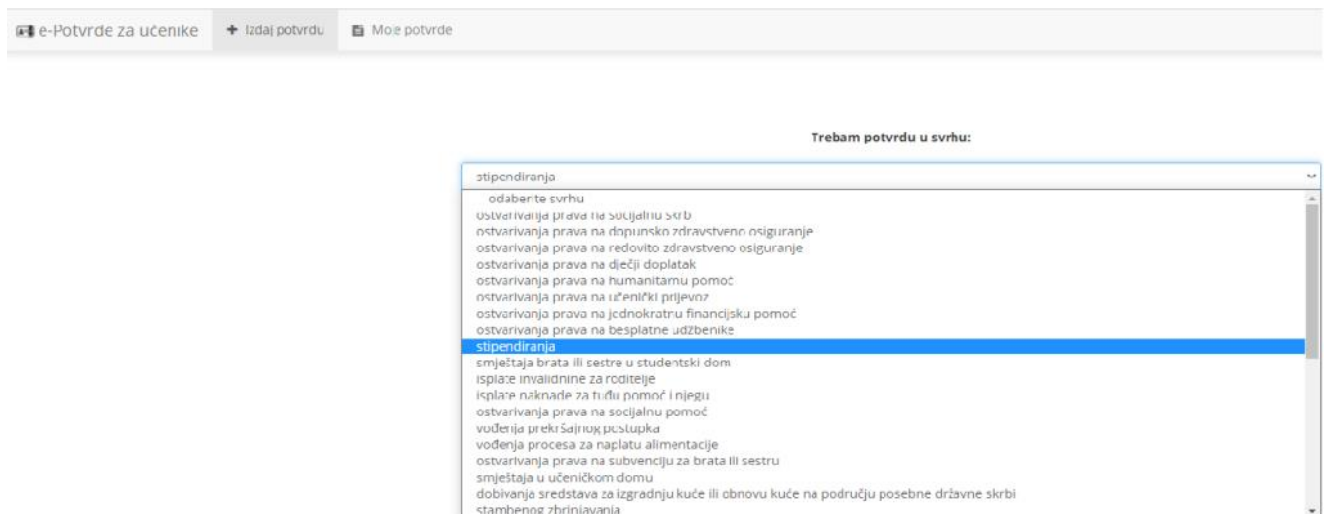 e-Potvrde za učenike + Izdaj potvrdu Moje potvrde
Trebam potvrdu u svrhu:
stipendiranja
odaberite svrhu
ostvarivanja prava na socijalnu skrb
ostvarivanja prava na dopunsko zdravstveno osiguranje
ostvarivanja prava na redovito zdravstveno osiguranje
ostvarivanja prava na dječji doplatak
ostvarivanja prava na humanitarnu pomoć
ostvarivanja prava na učenički prijevoz
ostvarivanja prava na jednokratnu financijsku pomoć
ostvarivanja prava na besplatne udžbenike
stipendiranja
smještaja brata ili sestre u studentski dom
isplate invalidnine za roditelje
isplate naknade za tuđu pomoć i njegu
ostvarivanja prava na socijalnu pomoć
vođenja prekršajnog postupka
vođenja procesa za naplatu alimentacije
ostvarivanja prava na subvenciju za brata ili sestru
smještaja u učeničkom domu
dobivanja sredstava za izgradnju kuće ili obnovu kuće na području posebne državne skrbi
stambenog zbrinjavanja